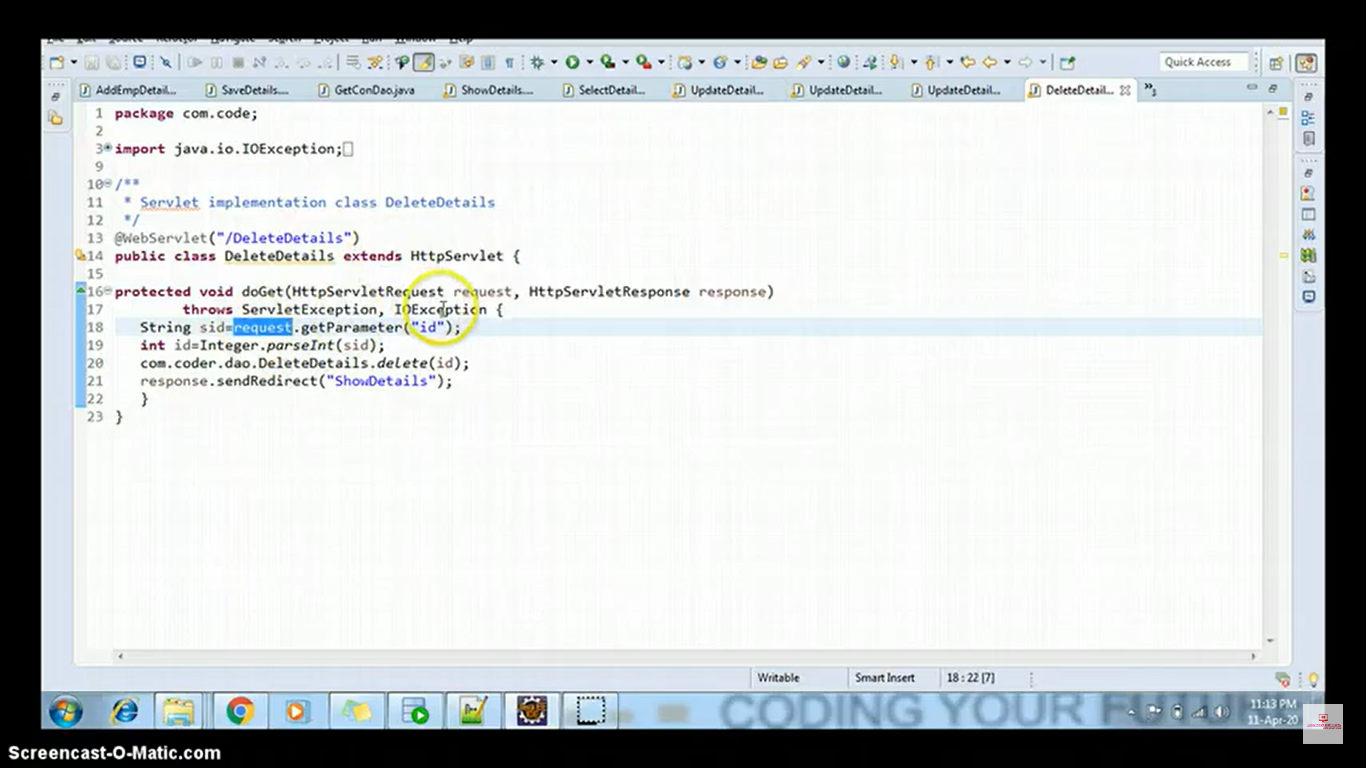 Quick Access
AddEmpDetail... SaveDetails.... GetConDao.java ShowDetails.... SelectDetail... UpdateDetail... UpdateDetail... UpdateDetail... DeleteDetail... »5
1 package com.code;
2
3 import java.io.IOException;
9
10 /**
11 * Servlet implementation class DeleteDetails
12 */
13 @WebServlet("/DeleteDetails")
14 public class DeleteDetails extends HttpServlet {
15
16 protected void doGet(HttpServletRequest request, HttpServletResponse response)
17 throws ServletException, IOException {
18 String sid=request.getParameter("id");
19 int id=Integer.parseInt(sid);
20 com.coder.dao.DeleteDetails.delete(id);
21 response.sendRedirect("ShowDetails");
22 }
23 }
Writable Smart Insert 18 : 22 [7]
CODING YOUR FUTURE
11:13 PM
11-Apr-20
Screencast-O-Matic.com